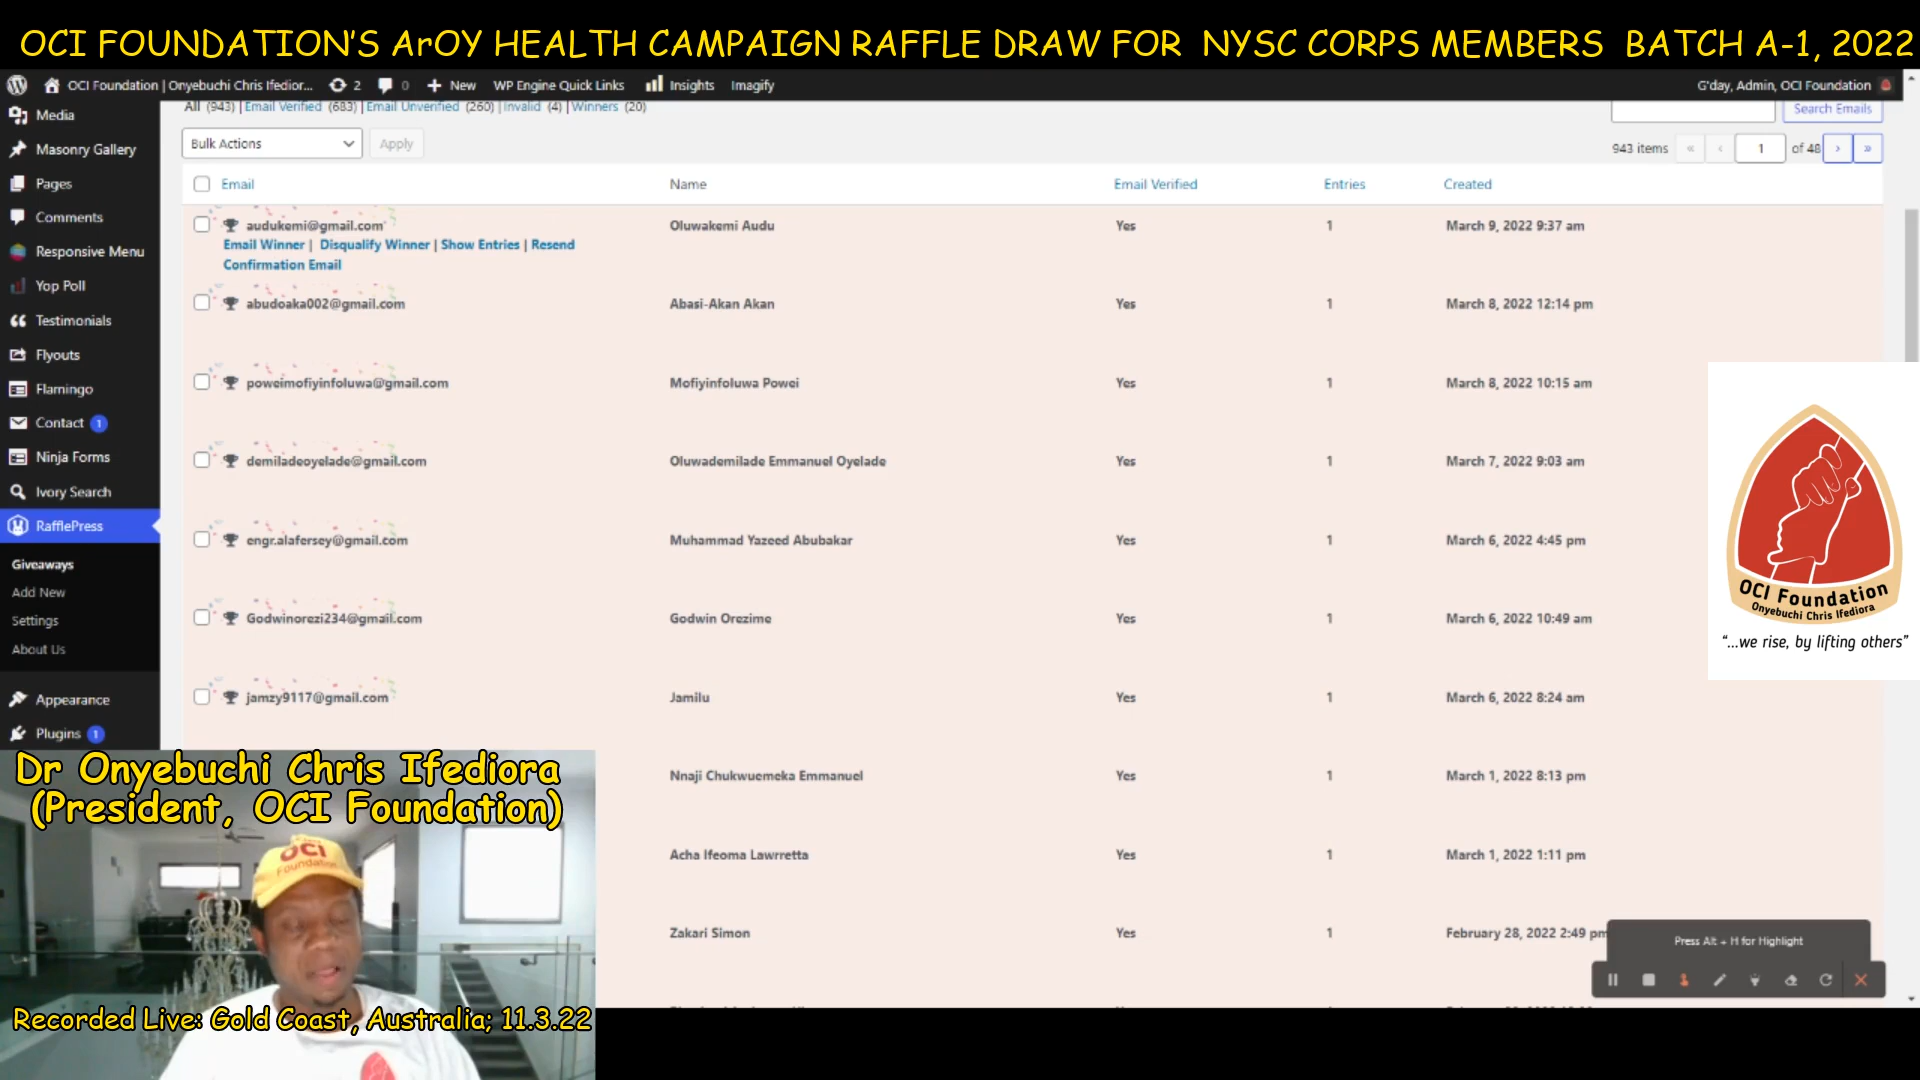 OCI FOUNDATION'S ArOY HEALTH CAMPAIGN RAFFLE DRAW FOR NYSC CORPS MEMBERS BATCH A-1, 2022
OCI Foundation | Onyebuchi Chris Ifedior... 2 0 New WP Engine Quick Links Insights Imagify G'day, Admin, OCI Foundation
All (943) | Email Verified (683) | Email Unverified (260) | Invalid (4) | Winners (20) Search Emails
Bulk Actions Apply 943 items « ‹ 1 of 48 › »
Email Name Email Verified Entries Created
audukemi@gmail.com Oluwakemi Audu Yes 1 March 9, 2022 9:37 am
Email Winner | Disqualify Winner | Show Entries | Resend
Confirmation Email
abudoaka002@gmail.com Abasi-Akan Akan Yes 1 March 8, 2022 12:14 pm
poweimofiyinfoluwa@gmail.com Mofiyinfoluwa Powei Yes 1 March 8, 2022 10:15 am
demiladeoyelade@gmail.com Oluwademilade Emmanuel Oyelade Yes 1 March 7, 2022 9:03 am
engr.alafersey@gmail.com Muhammad Yazeed Abubakar Yes 1 March 6, 2022 4:45 pm
Godwinorezi234@gmail.com Godwin Orezime Yes 1 March 6, 2022 10:49 am
jamzy9117@gmail.com Jamilu Yes 1 March 6, 2022 8:24 am
Nnaji Chukwuemeka Emmanuel Yes 1 March 1, 2022 8:13 pm
Acha Ifeoma Lawrretta Yes 1 March 1, 2022 1:11 pm
Zakari Simon Yes 1 February 28, 2022 2:49 pm
Media
Masonry Gallery
Pages
Comments
Responsive Menu
Yop Poll
Testimonials
Flyouts
Flamingo
Contact 1
Ninja Forms
Ivory Search
RafflePress
Giveaways
Add New
Settings
About Us
Appearance
Plugins 1
OCI Foundation
Onyebuchi Chris Ifediora
"...we rise, by lifting others"
Press Alt + H for Highlight
Dr Onyebuchi Chris Ifediora
(President, OCI Foundation)
OCI
Foundation
Recorded Live: Gold Coast, Australia; 11.3.22